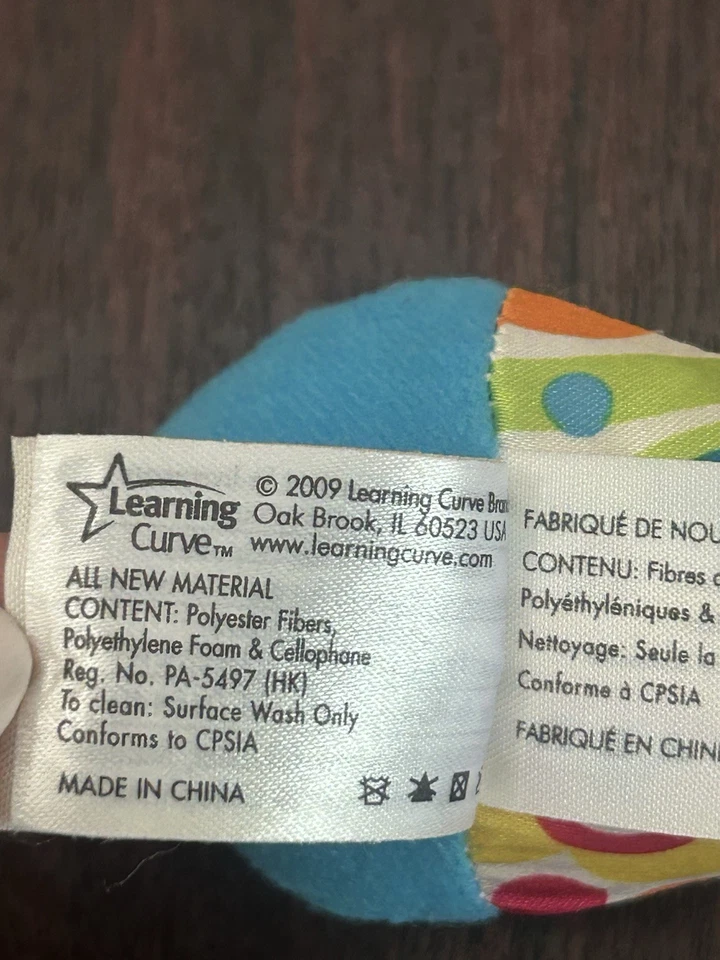 Learning
Curve™
© 2009 Learning Curve
Oak Brook, IL 60523 USA
www.learningcurve.com
ALL NEW MATERIAL
CONTENT: Polyester Fibers,
Polyethylene Foam & Cellophane
Reg. No. PA-5497 (HK)
To clean: Surface Wash Only
Conforms to CPSIA
MADE IN CHINA
FABRIQUÉ DE
CONTENU: Fibres
Polyéthyléniques &
Nettoyage: Seule la
Conforme à CPSIA
FABRIQUÉ EN